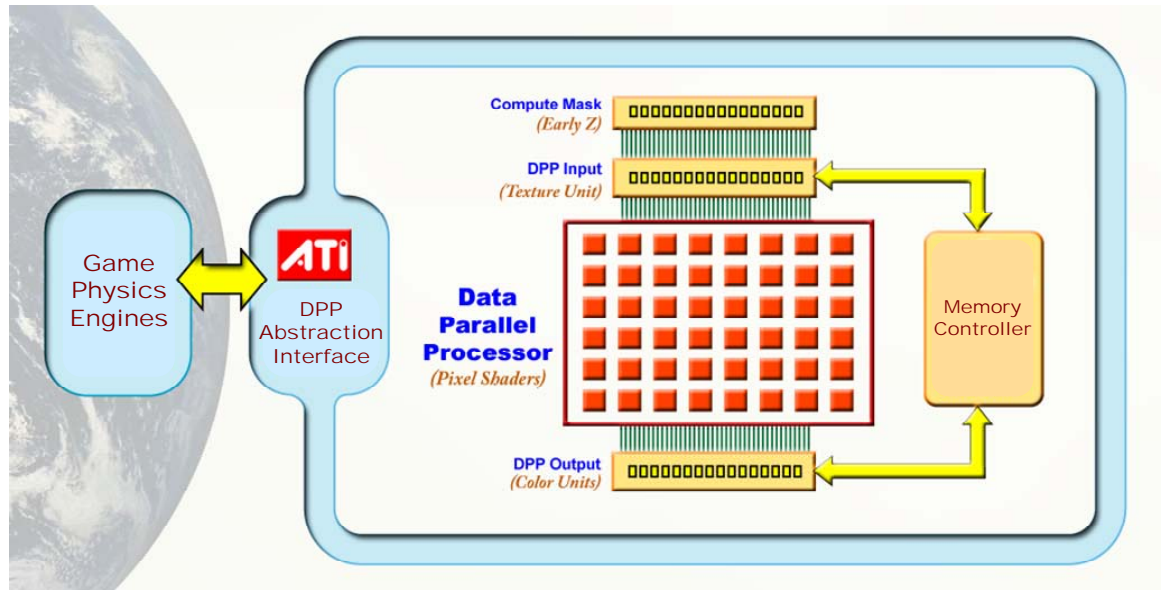 Game
Physics
Engines
ATI
DPP
Abstraction
Interface
Compute Mask
(Early Z)
DPP Input
(Texture Unit)
Data
Parallel
Processor
(Pixel Shaders)
DPP Output
(Color Units)
Memory
Controller